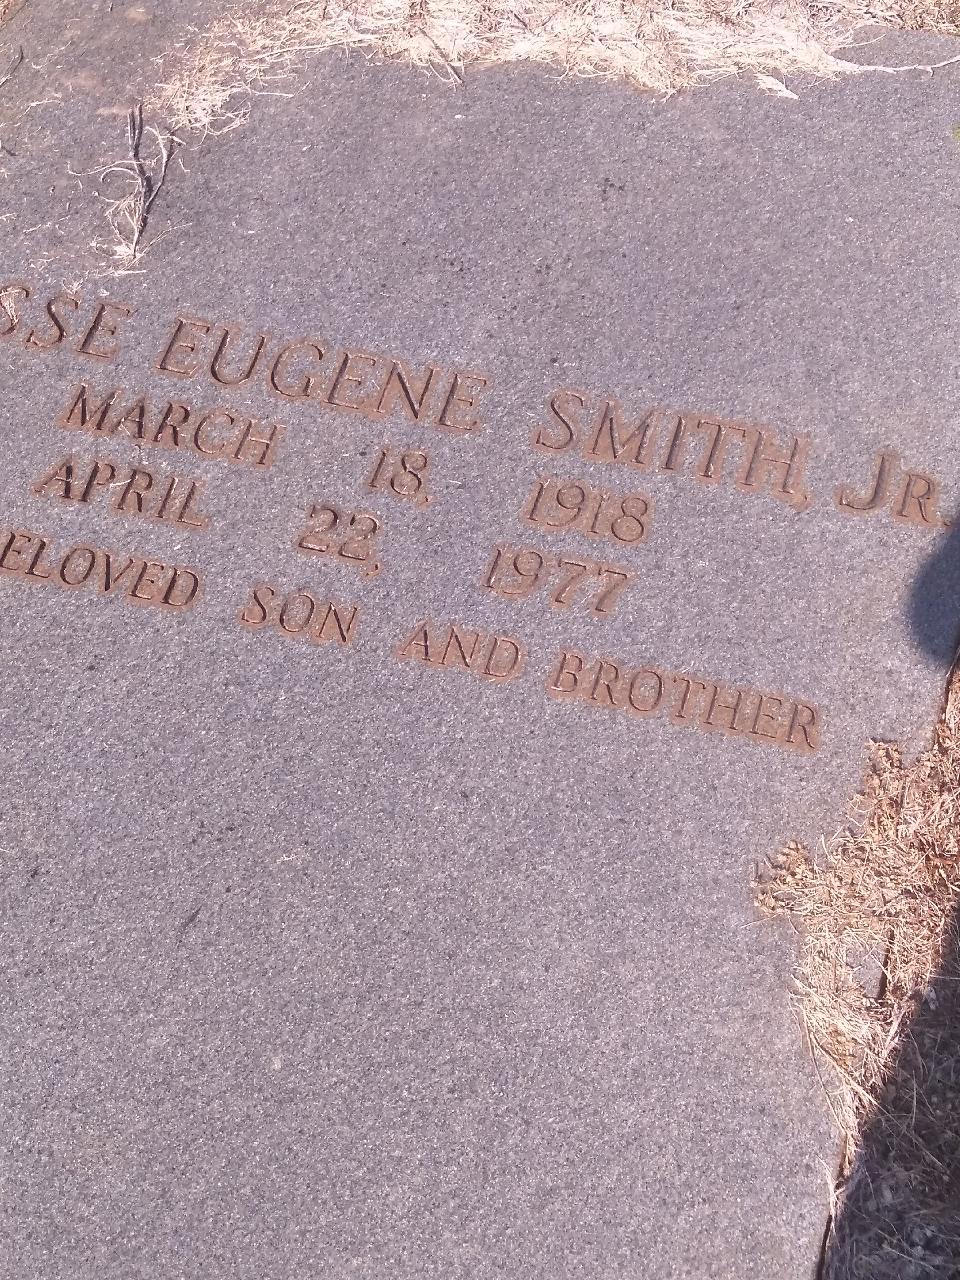 SSE EUGENE SMITH, JR.
MARCH 18, 1918
APRIL 22, 1977
ELOVED SON AND BROTHER